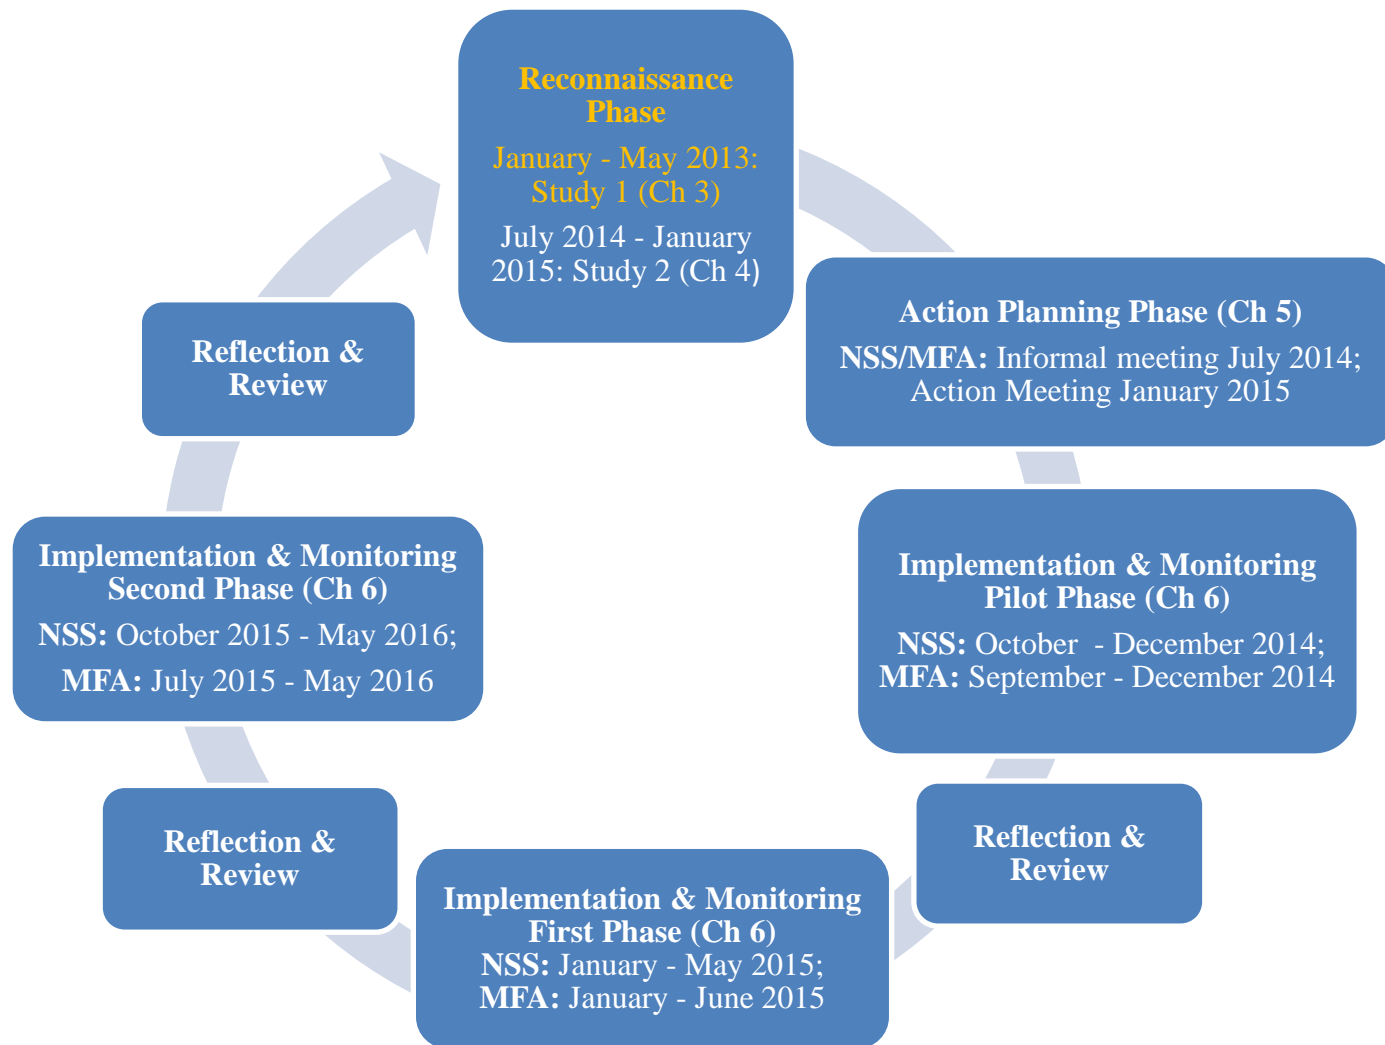 Reconnaissance
Phase
January - May 2013:
Study 1 (Ch 3)
July 2014 - January
2015: Study 2 (Ch 4)
Action Planning Phase (Ch 5)
NSS/MFA: Informal meeting July 2014;
Action Meeting January 2015
Implementation & Monitoring
Pilot Phase (Ch 6)
NSS: October  - December 2014;
MFA: September - December 2014
Reflection &
Review
Implementation & Monitoring
First Phase (Ch 6)
NSS: January - May 2015;
MFA: January - June 2015
Reflection &
Review
Implementation & Monitoring
Second Phase (Ch 6)
NSS: October 2015 - May 2016;
MFA: July 2015 - May 2016
Reflection &
Review